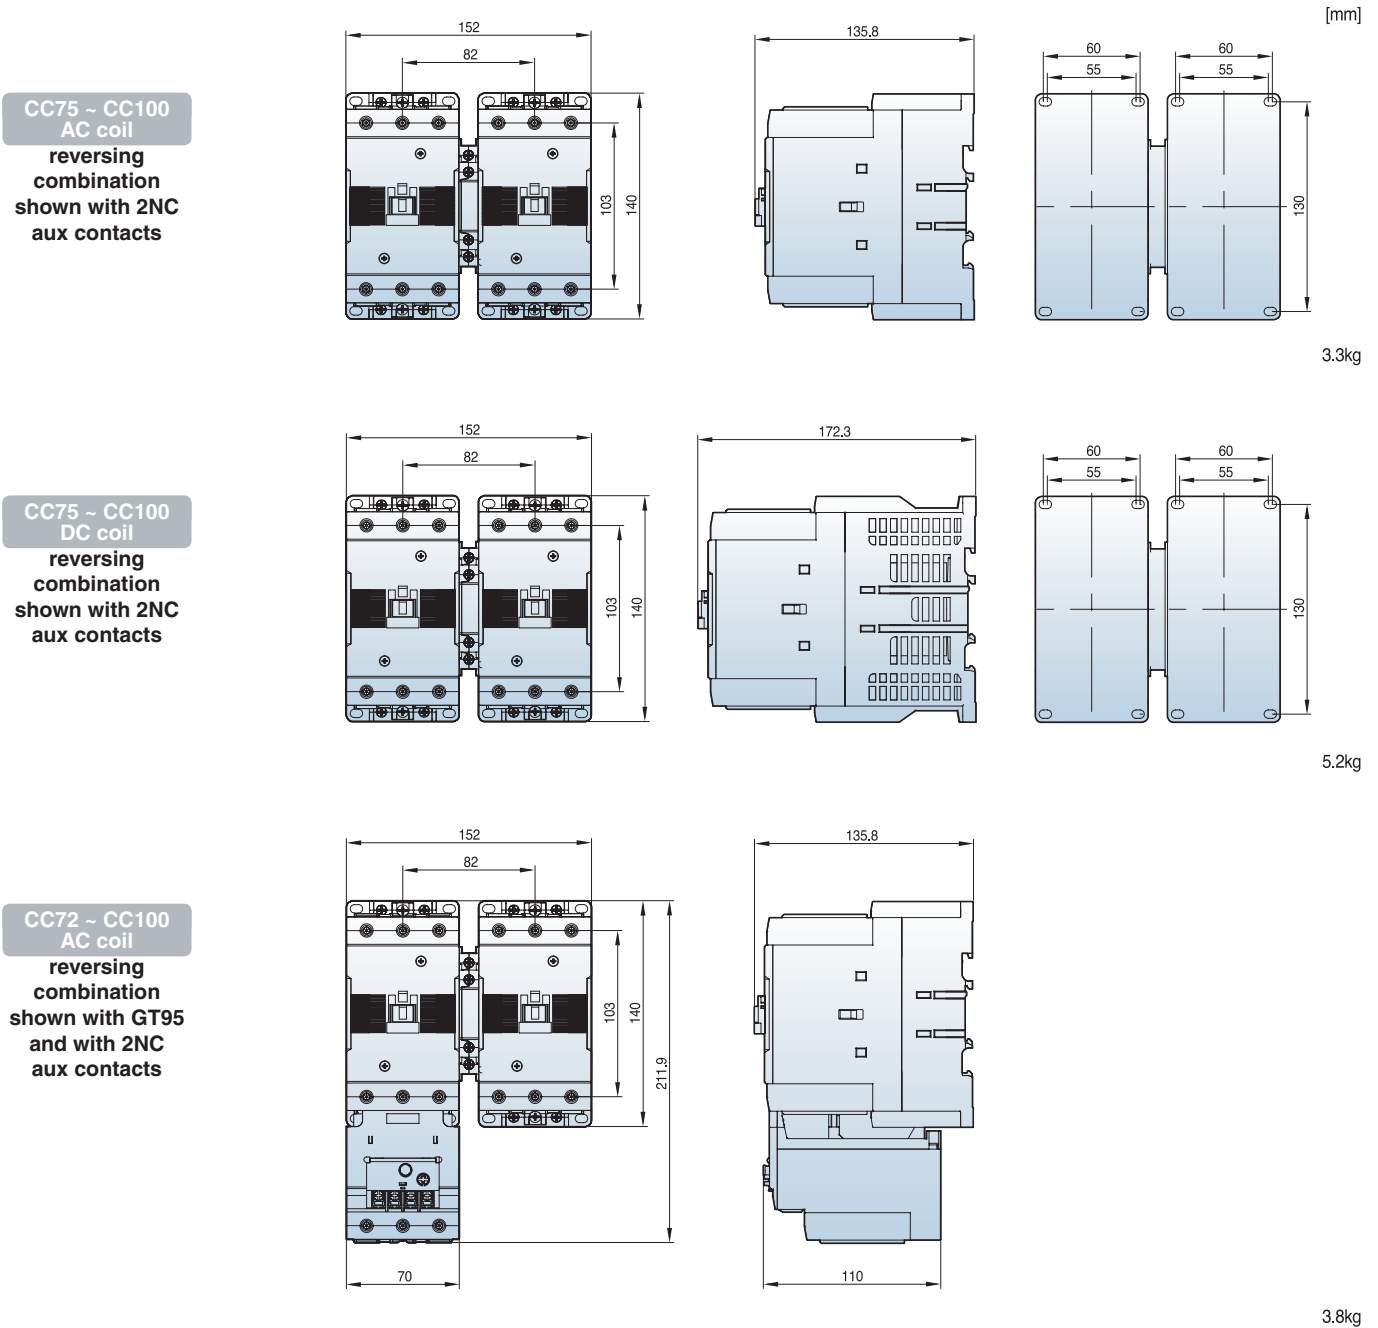 [mm]
CC75 ~ CC100
AC coil
reversing
combination
shown with 2NC
aux contacts
152
82
103
140
135.8
60
60
55
55
130
3.3kg
CC75 ~ CC100
DC coil
reversing
combination
shown with 2NC
aux contacts
152
82
103
140
172.3
60
60
55
55
130
5.2kg
CC72 ~ CC100
AC coil
reversing
combination
shown with GT95
and with 2NC
aux contacts
152
82
103
140
211.9
70
135.8
110
3.8kg